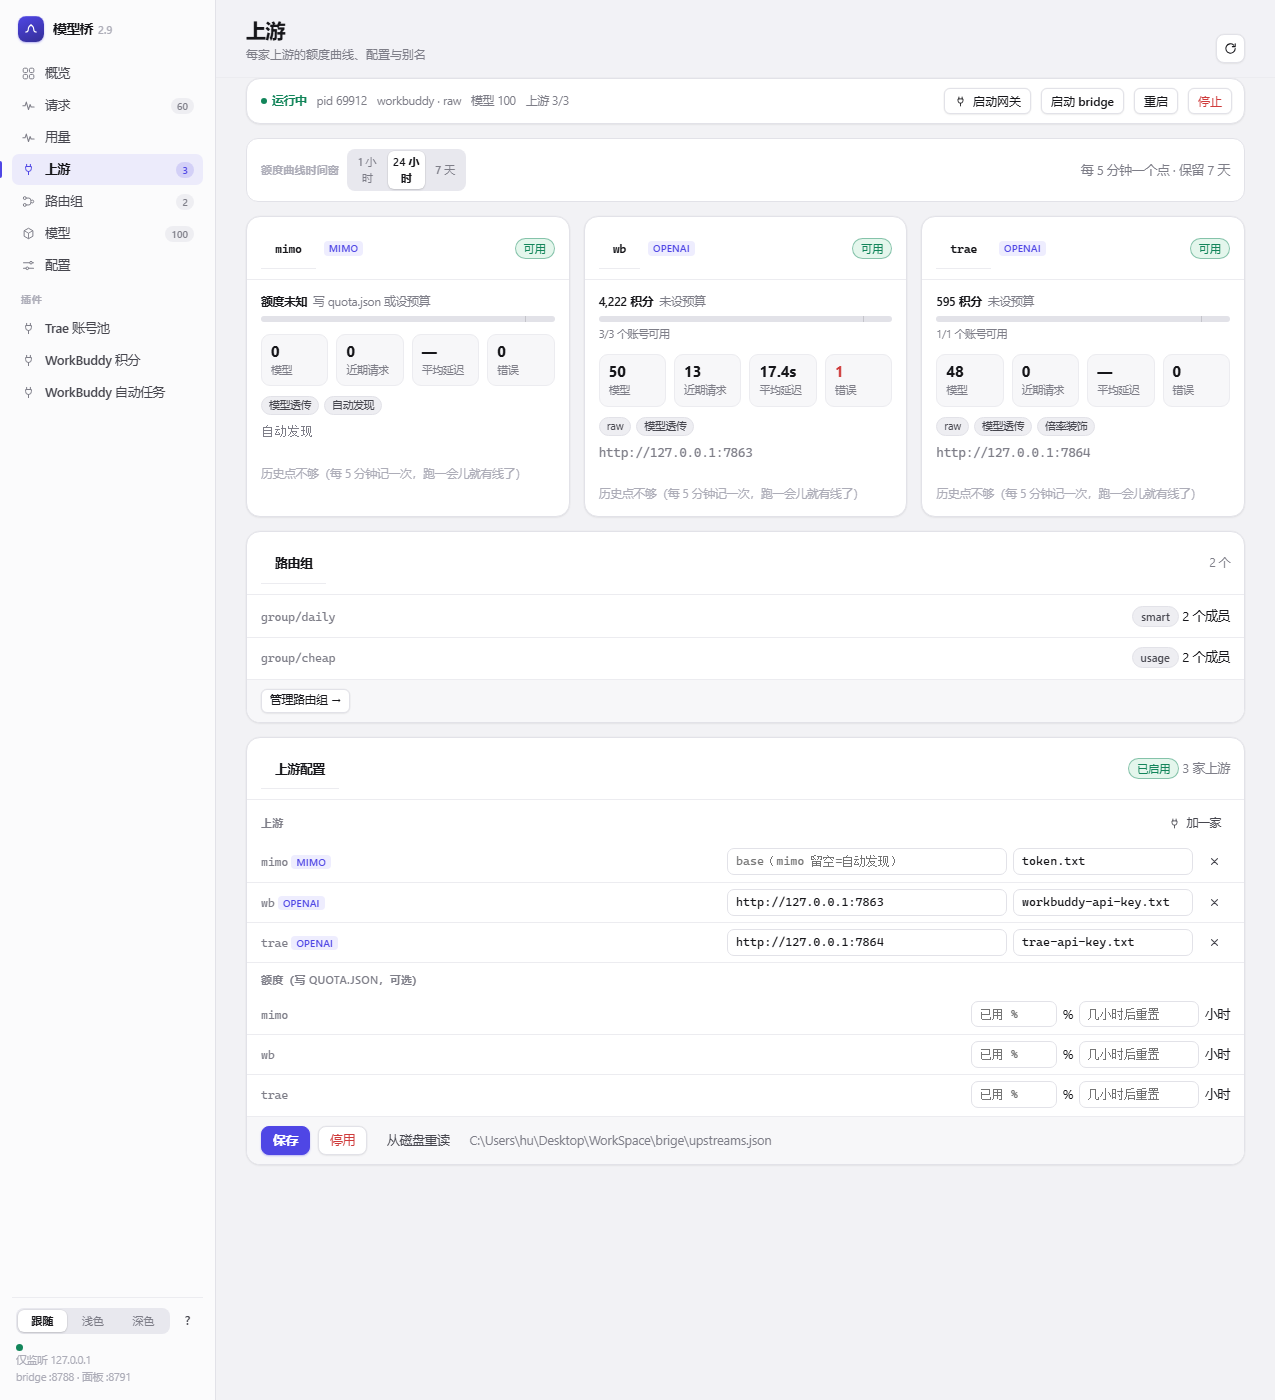 模型桥 2.9
概览
请求 60
用量
上游 3
路由组 2
模型 100
配置
插件
Trae 账号池
WorkBuddy 积分
WorkBuddy 自动任务
跟随 浅色 深色 ?
仅监听 127.0.0.1
bridge :8788 · 面板 :8791
上游
每家上游的额度曲线、配置与别名
运行中 pid 69912 workbuddy · raw 模型 100 上游 3/3 启动网关 启动 bridge 重启 停止
额度曲线时间窗 1 小时 24 小时 7 天 每 5 分钟一个点 · 保留 7 天
mimo MIMO 可用
额度未知 写 quota.json 或设预算
0 0 — 0
模型 近期请求 平均延迟 错误
模型透传 自动发现
自动发现
历史点不够（每 5 分钟记一次，跑一会儿就有线了）
wb OPENAI 可用
4,222 积分 未设预算
3/3 个账号可用
50 13 17.4s 1
模型 近期请求 平均延迟 错误
raw 模型透传
http://127.0.0.1:7863
历史点不够（每 5 分钟记一次，跑一会儿就有线了）
trae OPENAI 可用
595 积分 未设预算
1/1 个账号可用
48 0 — 0
模型 近期请求 平均延迟 错误
raw 模型透传 倍率装饰
http://127.0.0.1:7864
历史点不够（每 5 分钟记一次，跑一会儿就有线了）
路由组 2 个
group/daily smart 2 个成员
group/cheap usage 2 个成员
管理路由组 →
上游配置 已启用 3 家上游
上游 加一家
mimo MIMO base（mimo 留空=自动发现） token.txt ×
wb OPENAI http://127.0.0.1:7863 workbuddy-api-key.txt ×
trae OPENAI http://127.0.0.1:7864 trae-api-key.txt ×
额度（写 QUOTA.JSON，可选）
mimo 已用 % % 几小时后重置 小时
wb 已用 % % 几小时后重置 小时
trae 已用 % % 几小时后重置 小时
保存 停用 从磁盘重读 C:\Users\hu\Desktop\WorkSpace\brige\upstreams.json